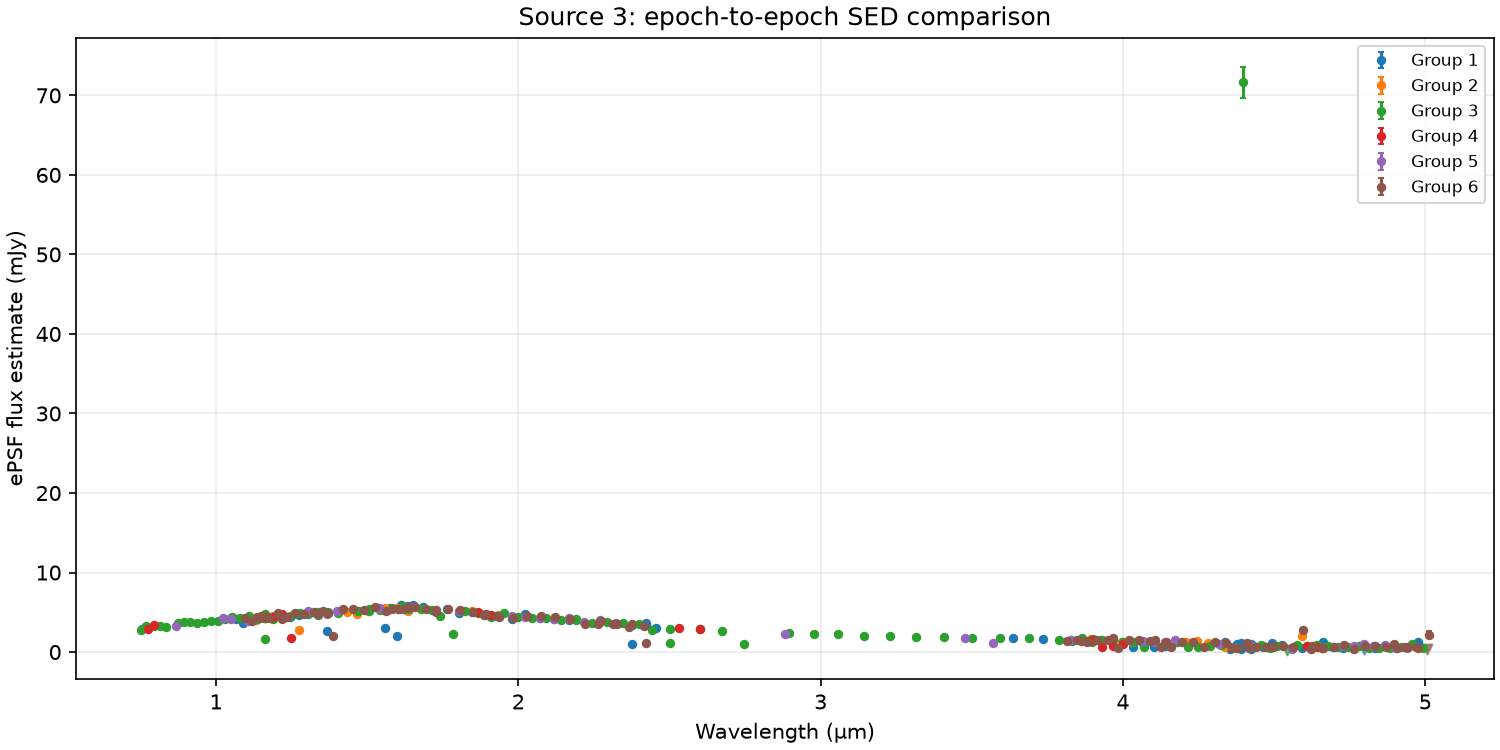 Source 3: epoch-to-epoch SED comparison
ePSF flux estimate (mJy)
70
60
50
40
30
20
10
0
Group 1
Group 2
Group 3
Group 4
Group 5
Group 6
1 2 3 4 5
Wavelength (µm)